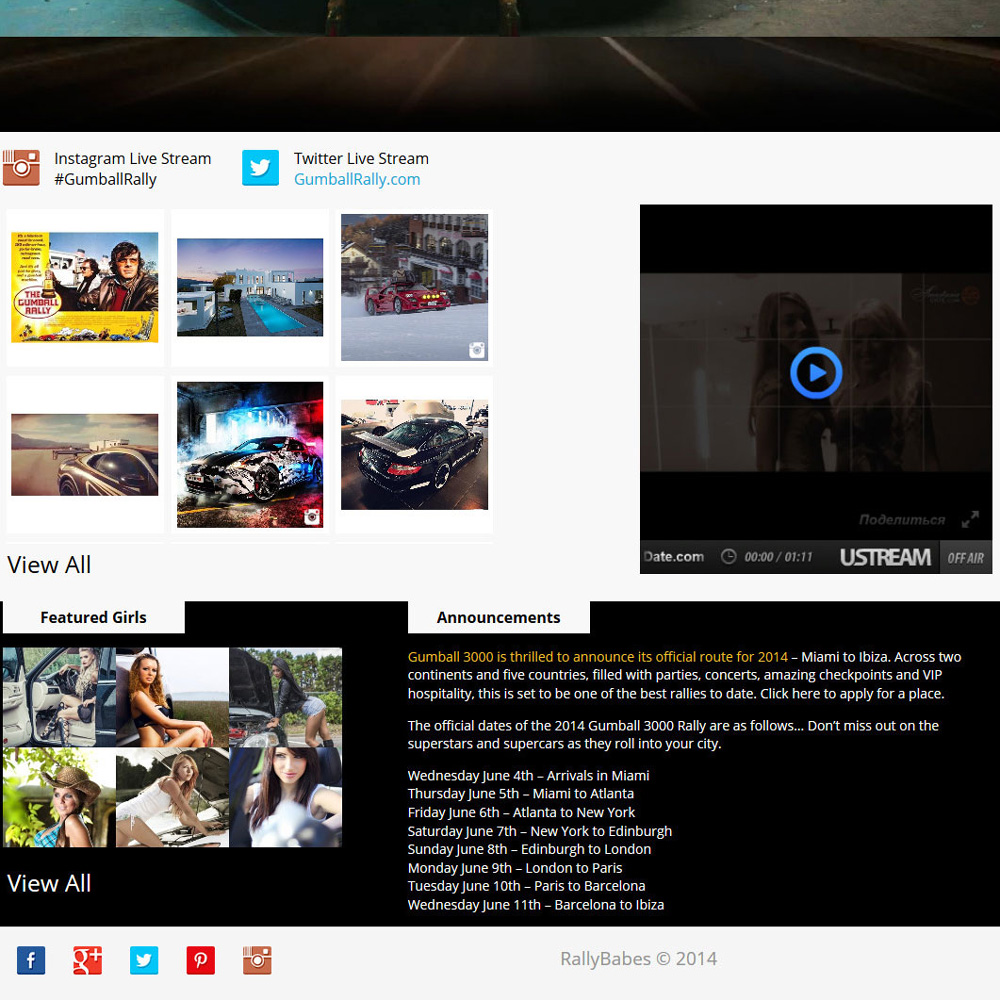 Instagram Live Stream
#GumballRally
Twitter Live Stream
GumballRally.com
THE
GUMBALL
RALLY
View All
Поделиться
Date.com
00:00 / 01:11
USTREAM
OFF AIR
Featured Girls
View All
Announcements
Gumball 3000 is thrilled to announce its official route for 2014 – Miami to Ibiza. Across two
continents and five countries, filled with parties, concerts, amazing checkpoints and VIP
hospitality, this is set to be one of the best rallies to date. Click here to apply for a place.
The official dates of the 2014 Gumball 3000 Rally are as follows… Don’t miss out on the
superstars and supercars as they roll into your city.
Wednesday June 4th – Arrivals in Miami
Thursday June 5th – Miami to Atlanta
Friday June 6th – Atlanta to New York
Saturday June 7th – New York to Edinburgh
Sunday June 8th – Edinburgh to London
Monday June 9th – London to Paris
Tuesday June 10th – Paris to Barcelona
Wednesday June 11th – Barcelona to Ibiza
RallyBabes © 2014